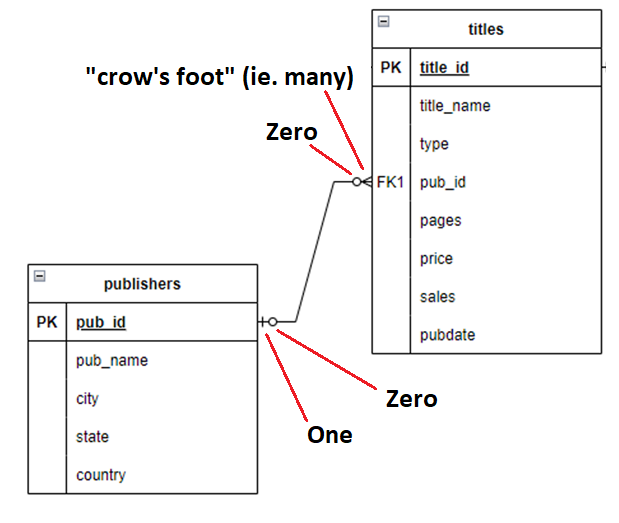 titles
PK title_id
"crow's foot" (ie. many)
title_name
Zero
type
FK1 pub_id
pages
price
sales
pubdate
publishers
PK pub_id
pub_name
city
state
country
Zero
One